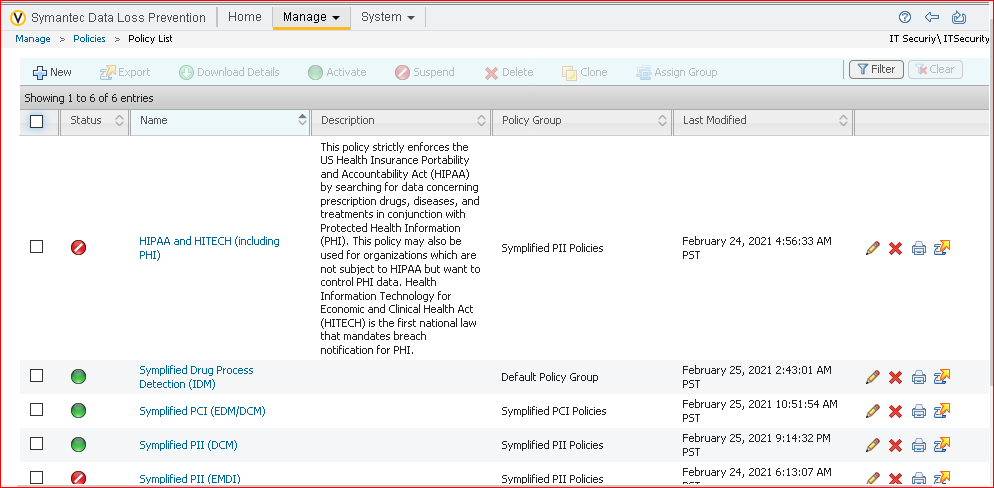 Symantec Data Loss Prevention
Home
Manage
System
Manage > Policies > Policy List
IT Securiy\ ITSecurity
New
Export
Download Details
Activate
Suspend
Delete
Clone
Assign Group
Filter
Clear
Showing 1 to 6 of 6 entries
Status
Name
Description
Policy Group
Last Modified
HIPAA and HITECH (including
PHI)
This policy strictly enforces the
US Health Insurance Portability
and Accountability Act (HIPAA)
by searching for data concerning
prescription drugs, diseases, and
treatments in conjunction with
Protected Health Information
(PHI). This policy may also be
used for organizations which are
not subject to HIPAA but want to
control PHI data. Health
Information Technology for
Economic and Clinical Health Act
(HITECH) is the first national law
that mandates breach
notification for PHI.
Symplified PII Policies
February 24, 2021 4:56:33 AM
PST
Symplified Drug Process
Detection (IDM)
Default Policy Group
February 25, 2021 2:43:01 AM
PST
Symplified PCI (EDM/DCM)
Symplified PCI Policies
February 25, 2021 10:51:54 AM
PST
Symplified PII (DCM)
Symplified PII Policies
February 25, 2021 9:14:32 PM
PST
Symplified PII (EMDI)
Symplified PII Policies
February 24, 2021 6:13:07 AM